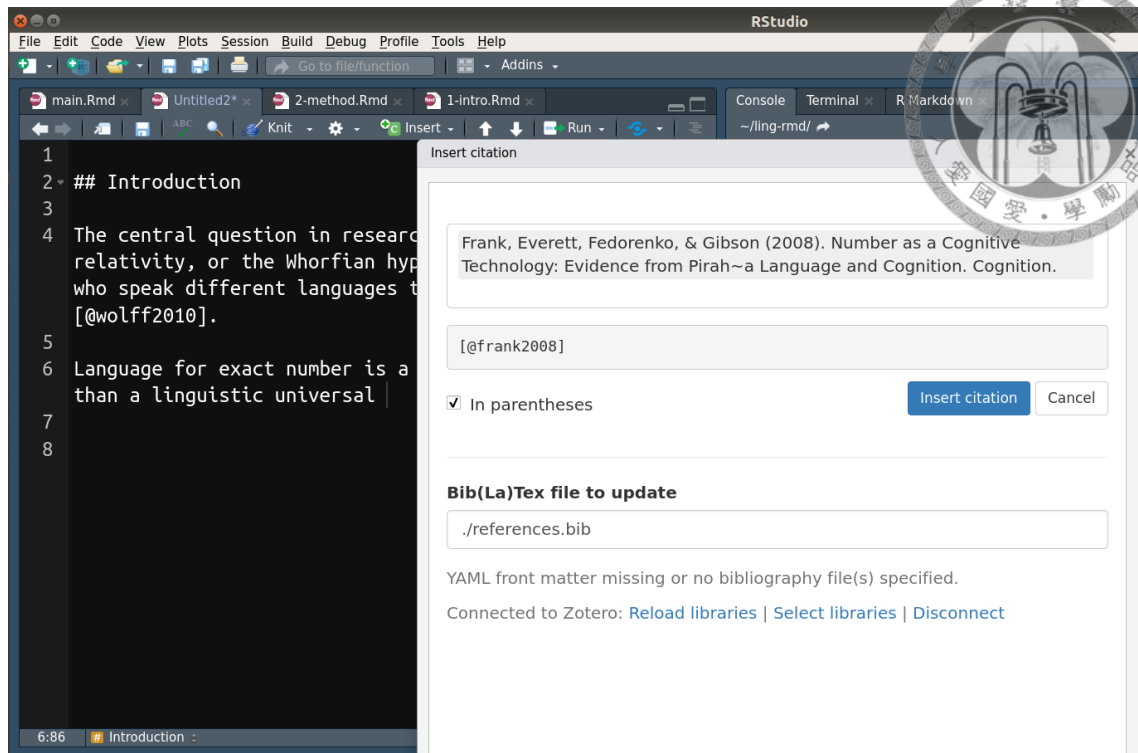 RStudio
File Edit Code View Plots Session Build Debug Profile Tools Help
Go to file/function Addins
main.Rmd × Untitled2* × 2-method.Rmd × 1-intro.Rmd ×
Console Terminal × R Markdown ×
ABC Knit Insert Run
~/ling-rmd/
1
2 ## Introduction
3
4 The central question in researc
relativity, or the Whorfian hyp
who speak different languages t
[@wolff2010].
5
6 Language for exact number is a
than a linguistic universal
7
8
6:86 # Introduction
Insert citation
Frank, Everett, Fedorenko, & Gibson (2008). Number as a Cognitive
Technology: Evidence from Pirah~a Language and Cognition. Cognition.
[@frank2008]
In parentheses
Insert citation Cancel
Bib(La)Tex file to update
./references.bib
YAML front matter missing or no bibliography file(s) specified.
Connected to Zotero: Reload libraries | Select libraries | Disconnect
愛國愛・學勵